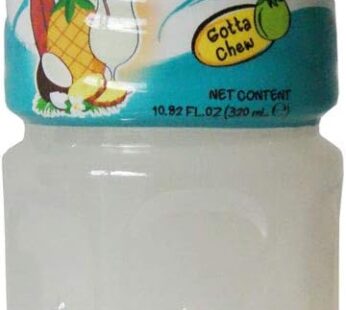 Gotta
Chew
NET CONTENT
10.82 FL.OZ (320 mL. ℮)